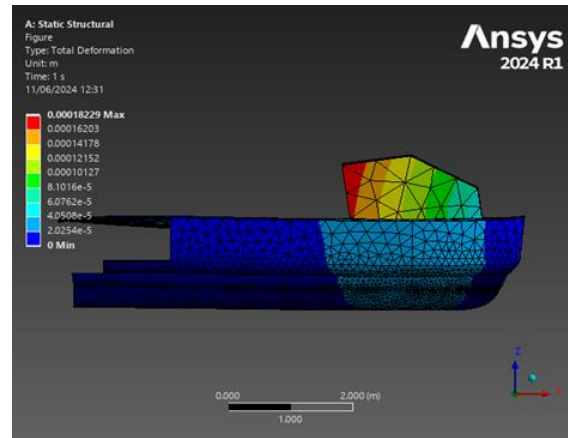 A: Static Structural
Figure
Type: Total Deformation
Unit: m
Time: 1 s
11/06/2024 12:31
Ansys
2024 R1
0.00018229 Max
0.00016203
0.00014178
0.00012152
0.00010127
8.1016e-5
6.0762e-5
4.0508e-5
2.0254e-5
0 Min
Z
X
0.000
2.000 (m)
1.000